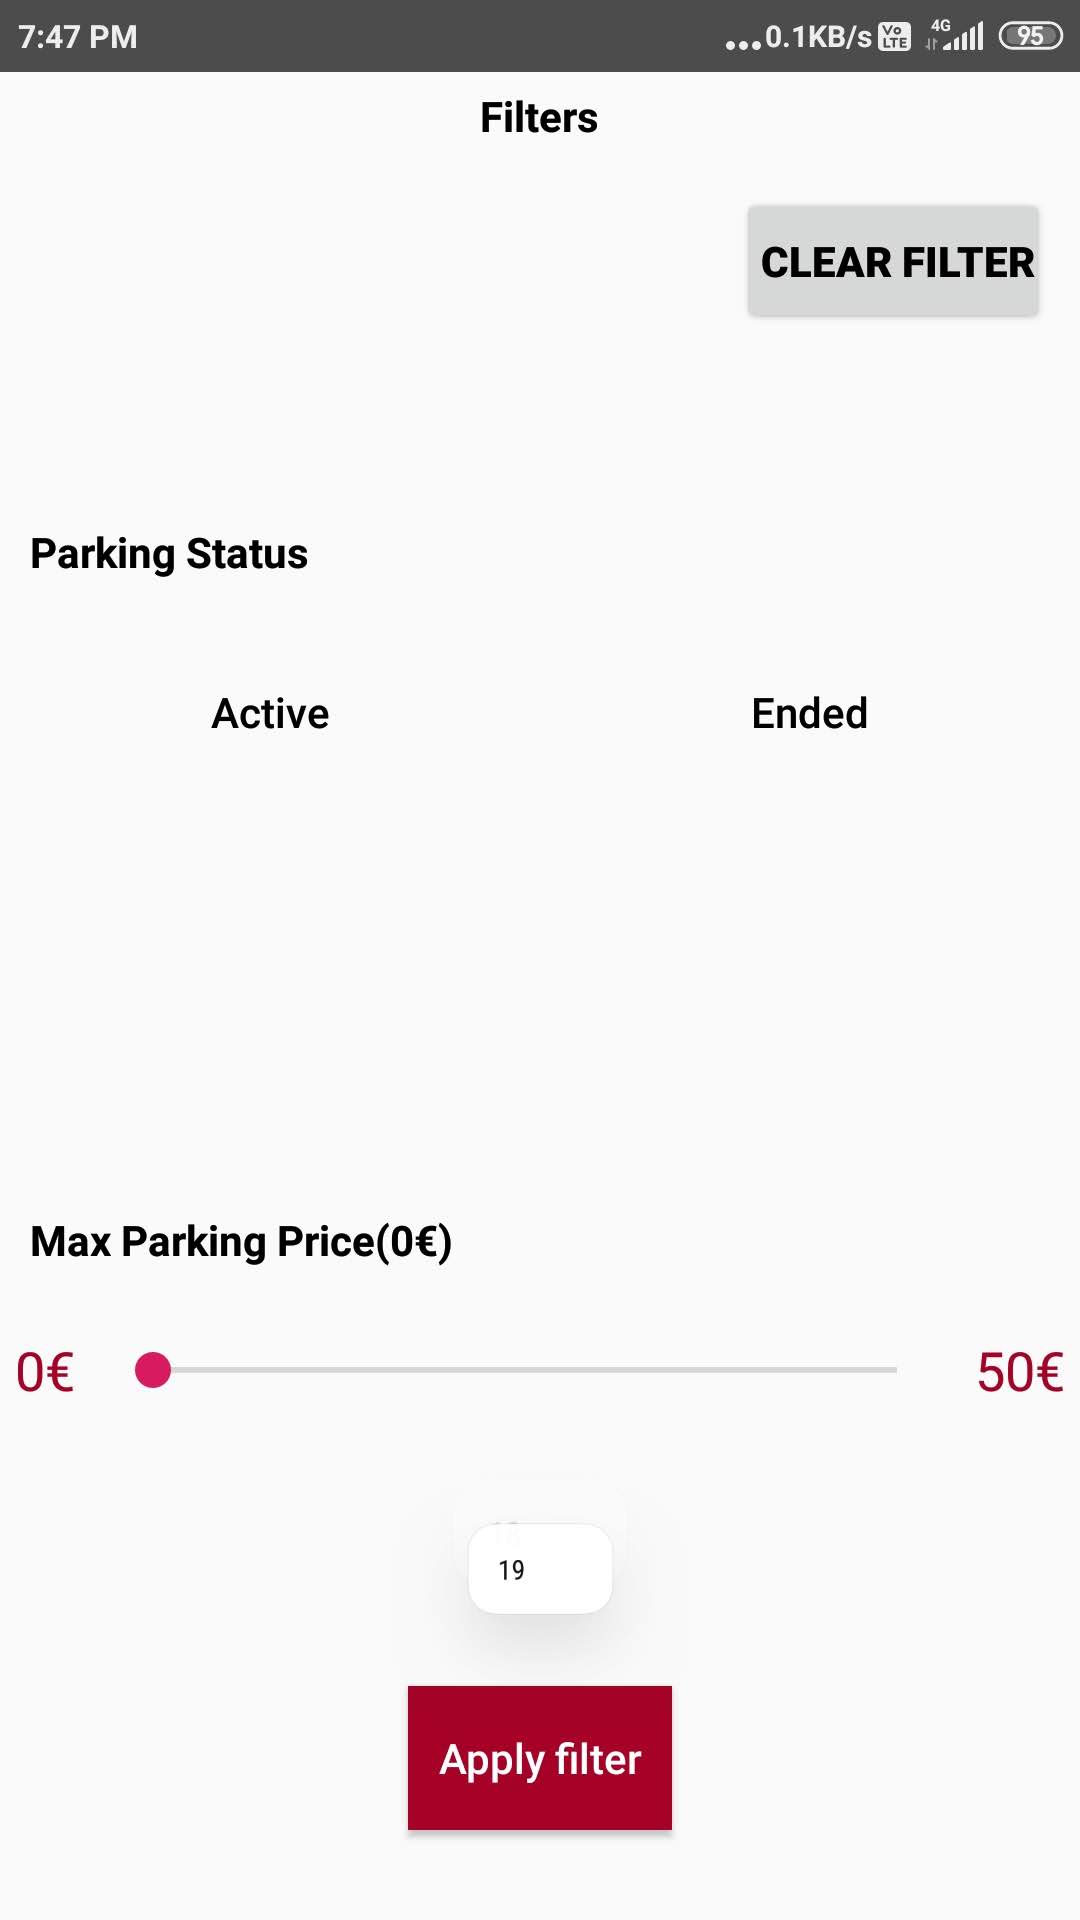 7:47 PM
...0.1KB/s Vo LTE 4G 95
Filters
CLEAR FILTER
Parking Status
Active Ended
Max Parking Price(0€)
0€ 50€
19
Apply filter